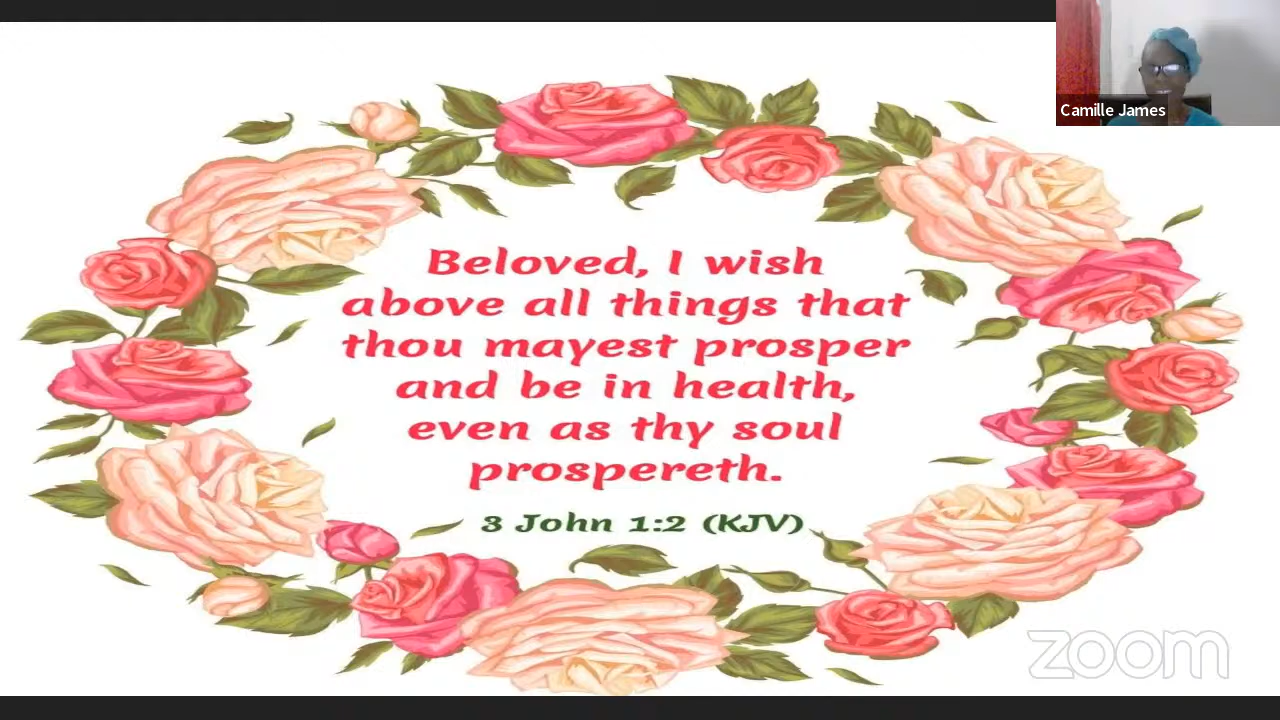 Camille James
Beloved, I wish
above all things that
thou mayest prosper
and be in health,
even as thy soul
prospereth.
3 John 1:2 (KJV)
zoom